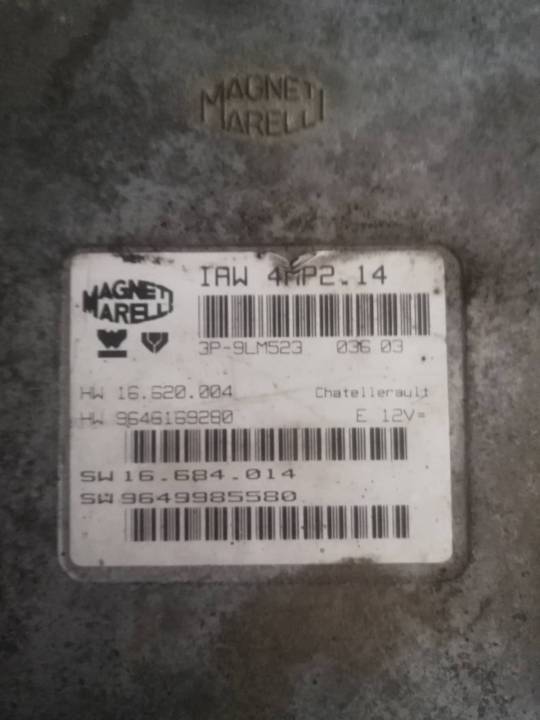 MAGNETI
MARELLI
MAGNETI
MARELLI
IAW 4MP2.14
3P-9LM523 036 03
HW 16.620.004 Chatellerault
HW 9646169280 E 12V=
SW 16.684.014
SW 9649985580